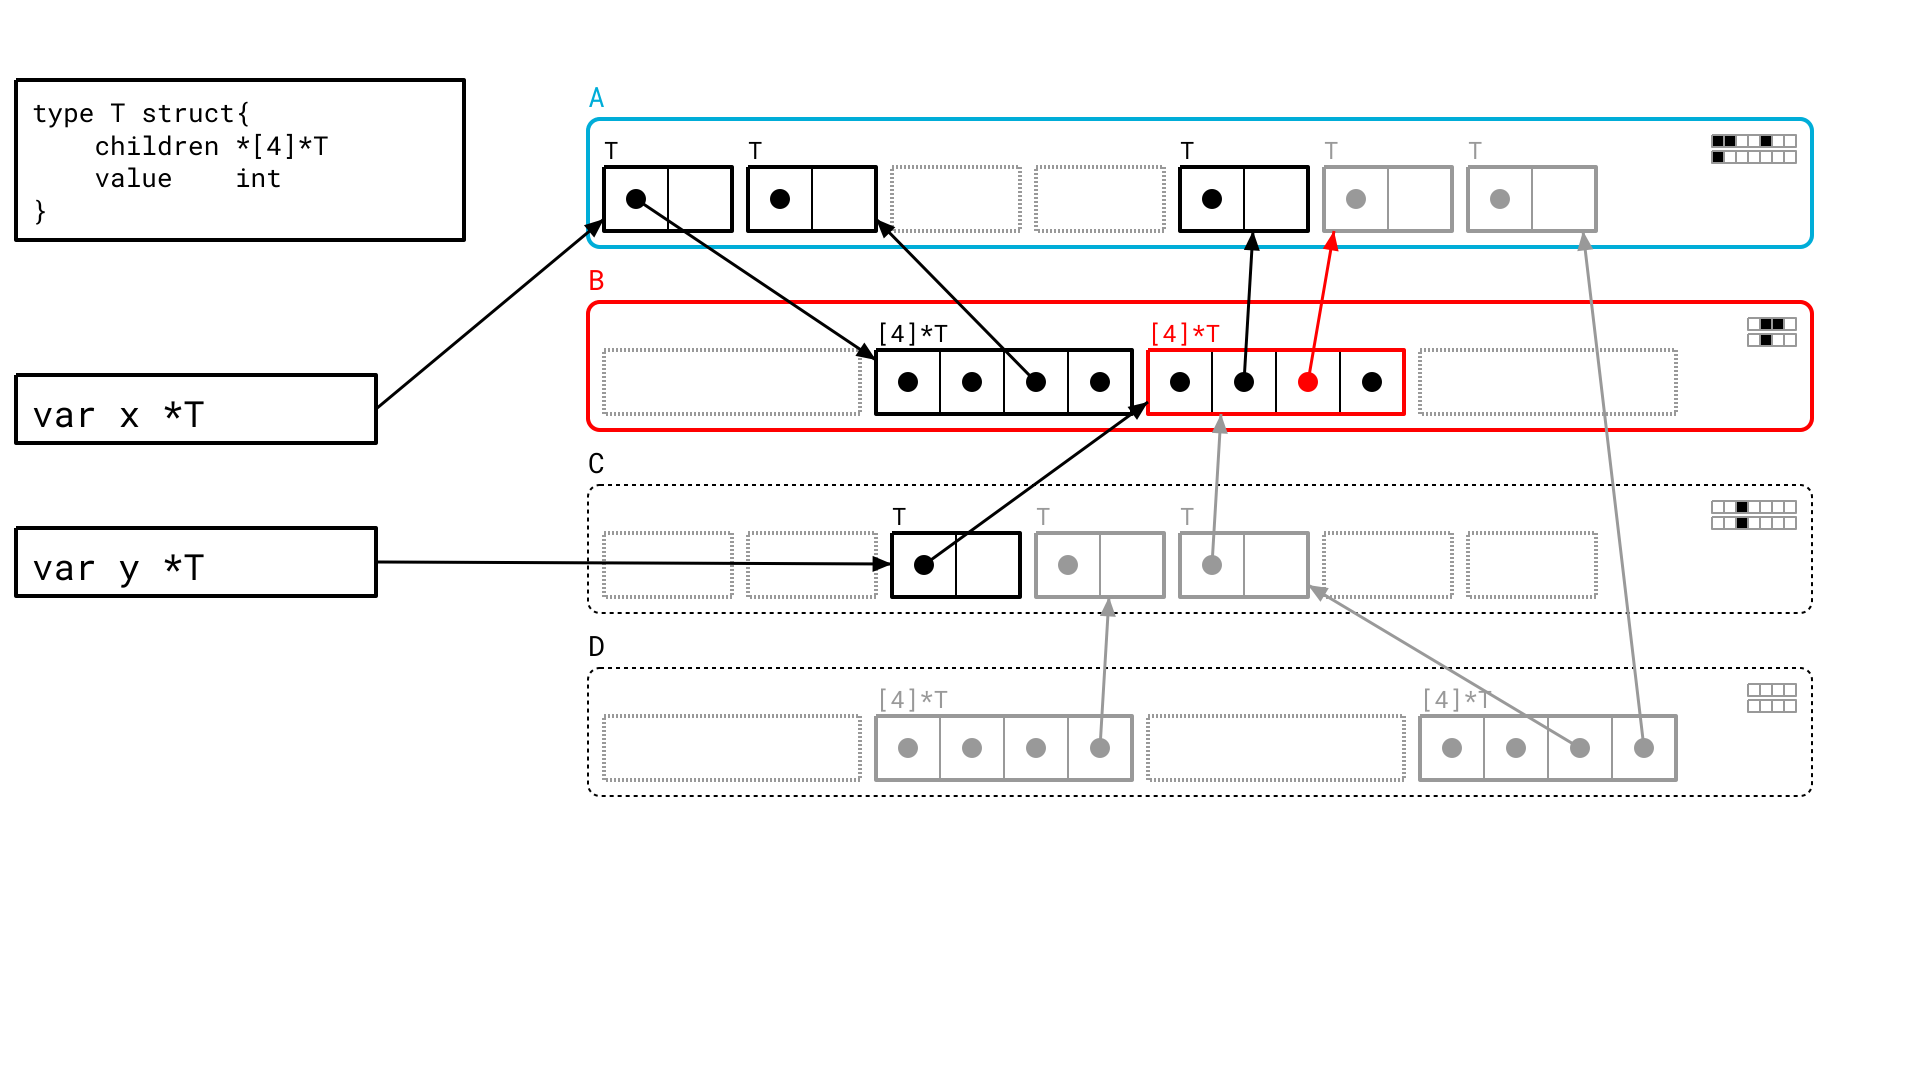 type T struct{
    children *[4]*T
    value    int
}
var x *T
var y *T
A
T T T T T
B
[4]*T [4]*T
C
T T T
D
[4]*T [4]*T